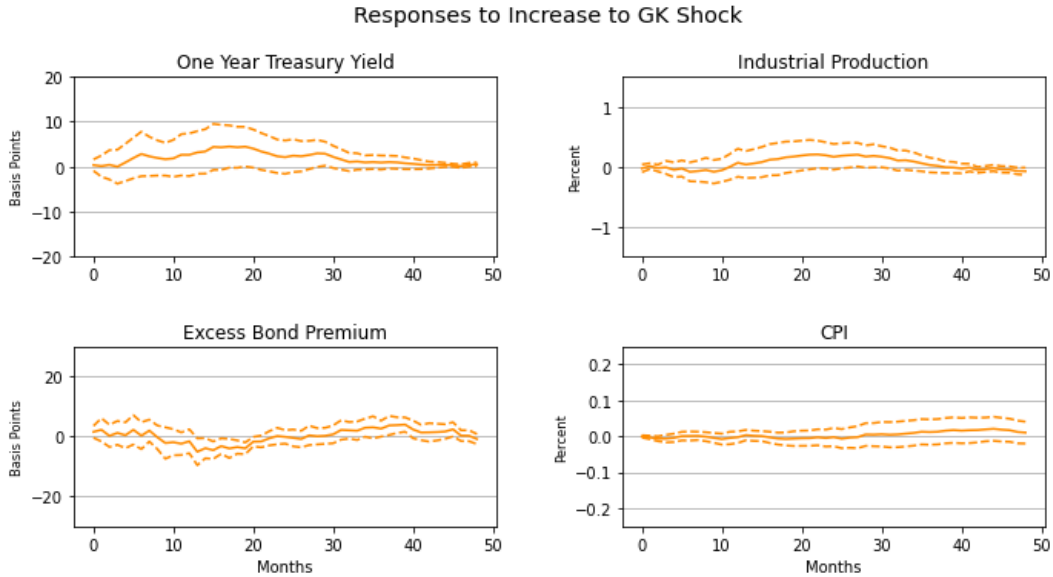 Responses to Increase to GK Shock
One Year Treasury Yield
Basis Points
20
10
0
−10
−20
0 10 20 30 40 50
Industrial Production
Percent
1
0
−1
0 10 20 30 40 50
Excess Bond Premium
Basis Points
20
0
−20
0 10 20 30 40 50
Months
CPI
Percent
0.2
0.1
0.0
−0.1
−0.2
0 10 20 30 40 50
Months